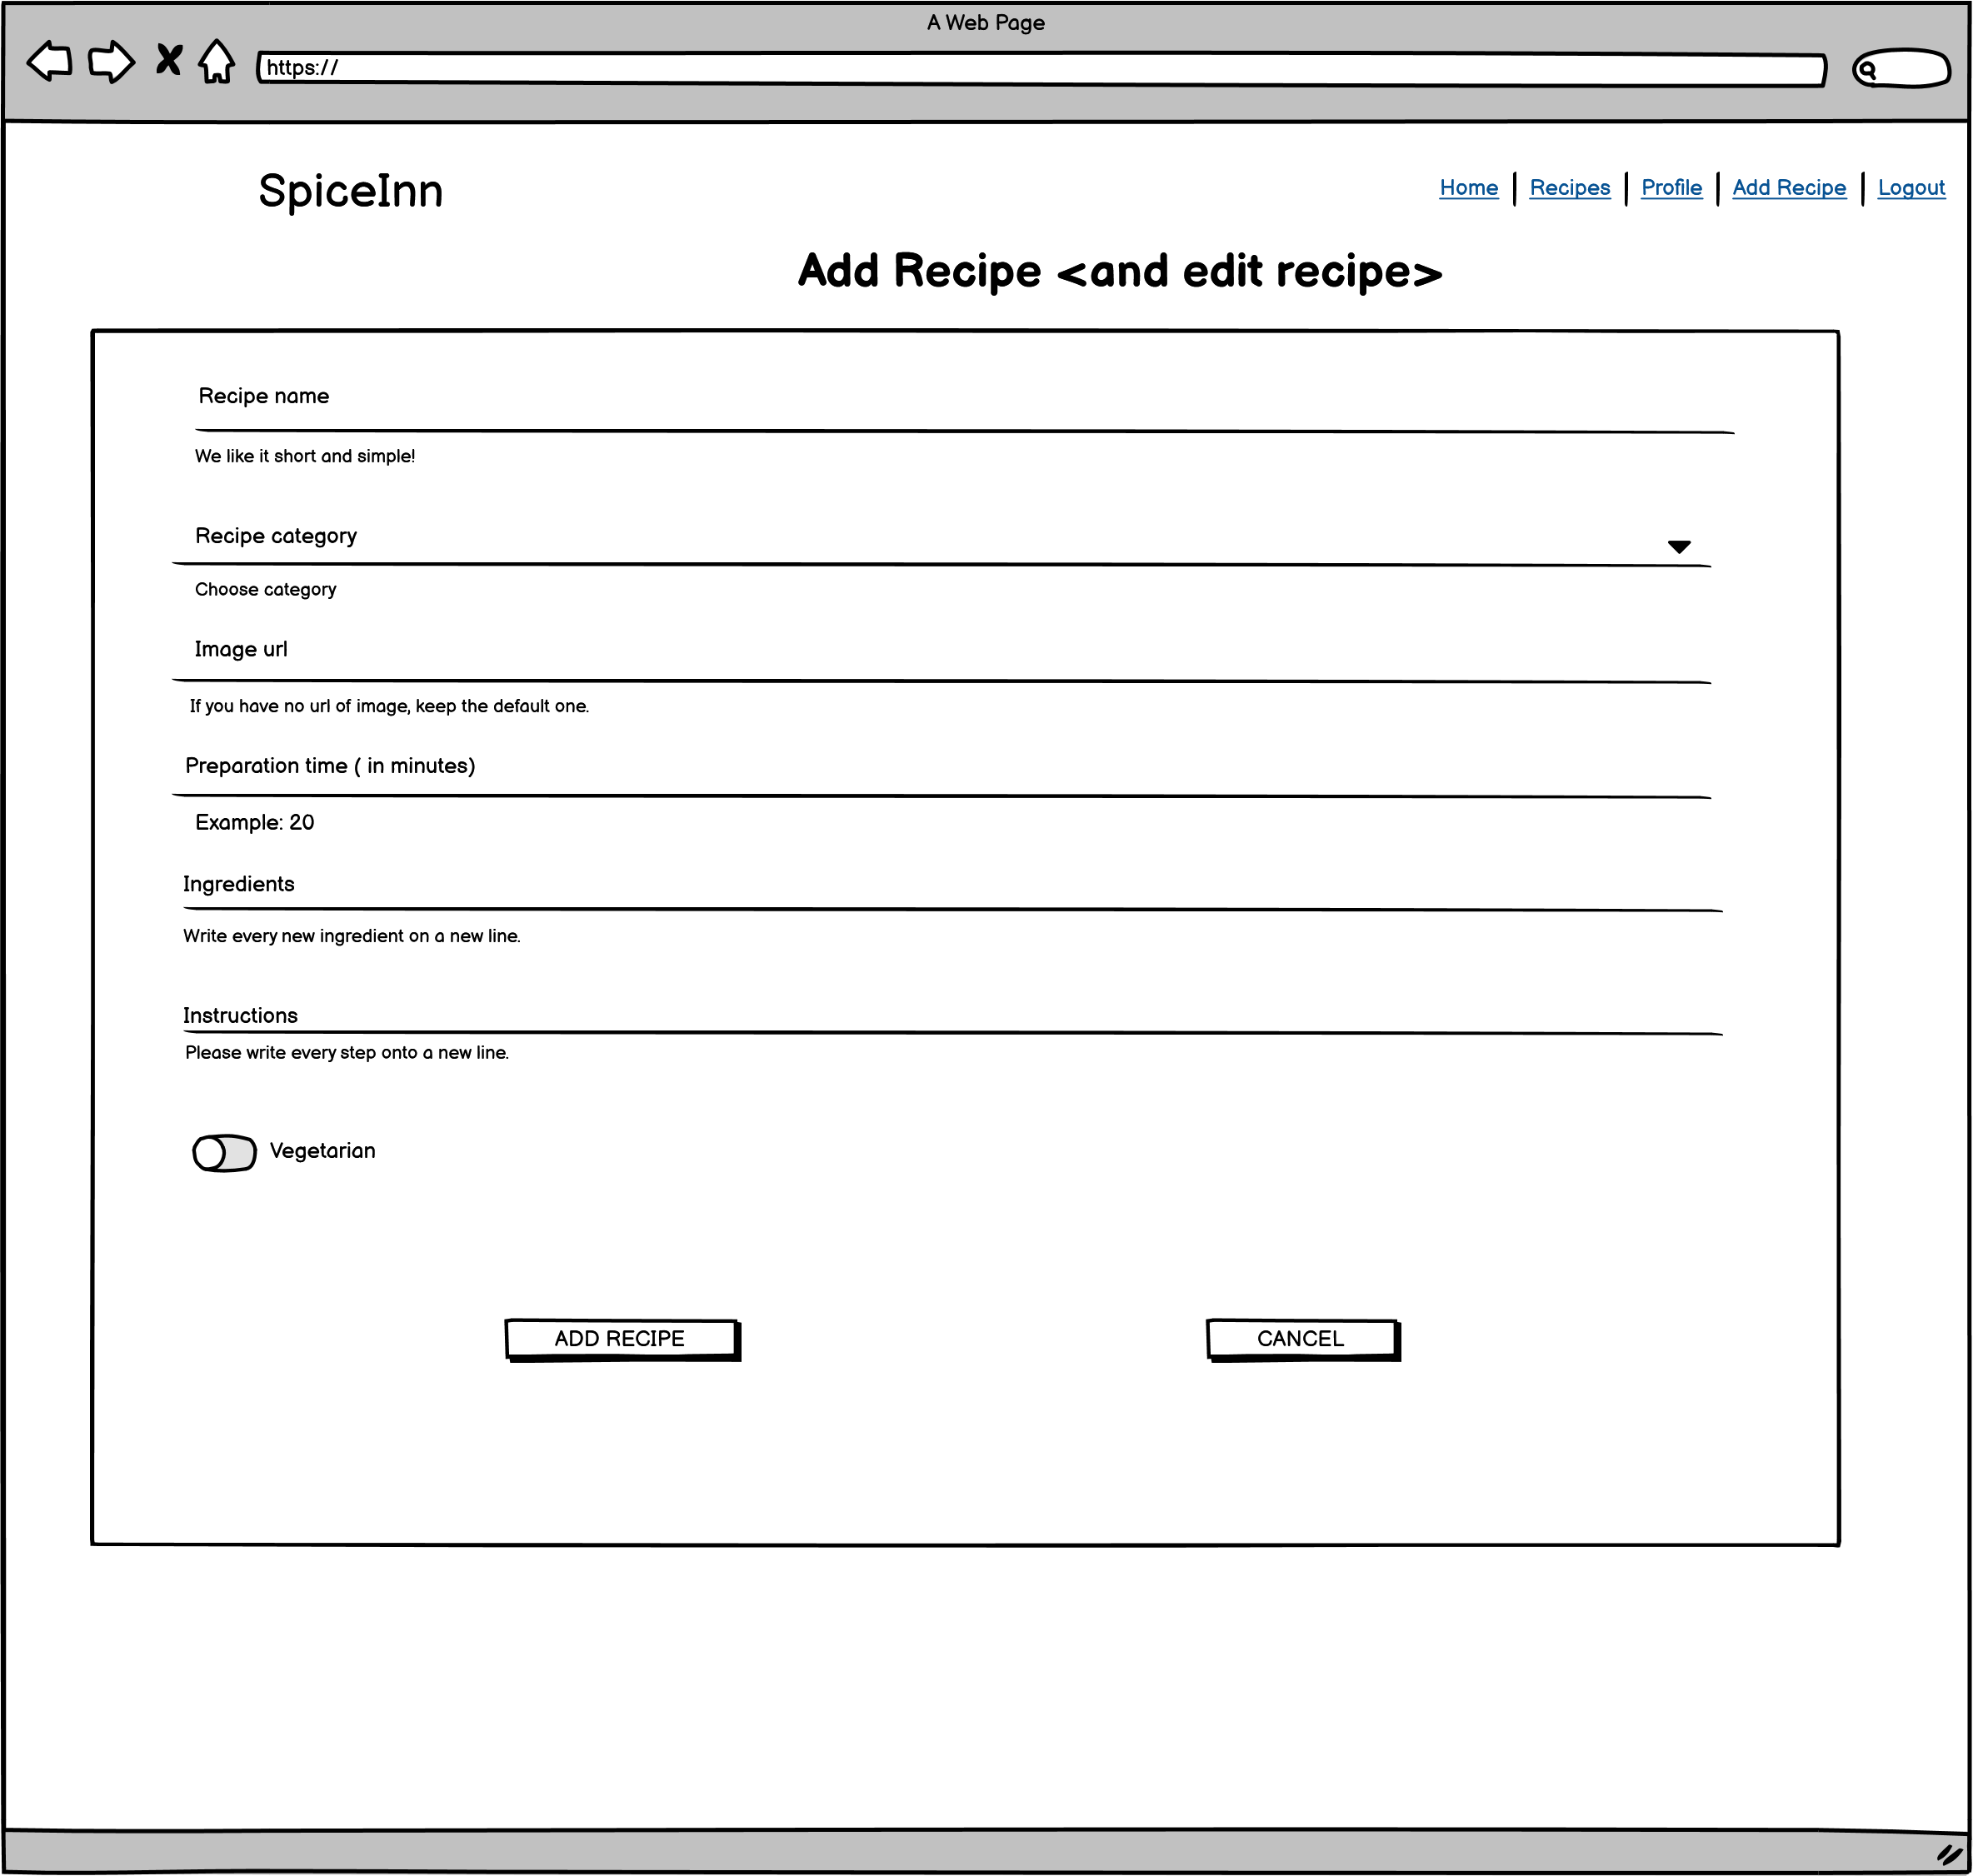 A Web Page
https://
SpiceInn
Home | Recipes | Profile | Add Recipe | Logout
Add Recipe <and edit recipe>
Recipe name
We like it short and simple!
Recipe category
Choose category
Image url
If you have no url of image, keep the default one.
Preparation time ( in minutes)
Example: 20
Ingredients
Write every new ingredient on a new line.
Instructions
Please write every step onto a new line.
Vegetarian
ADD RECIPE
CANCEL